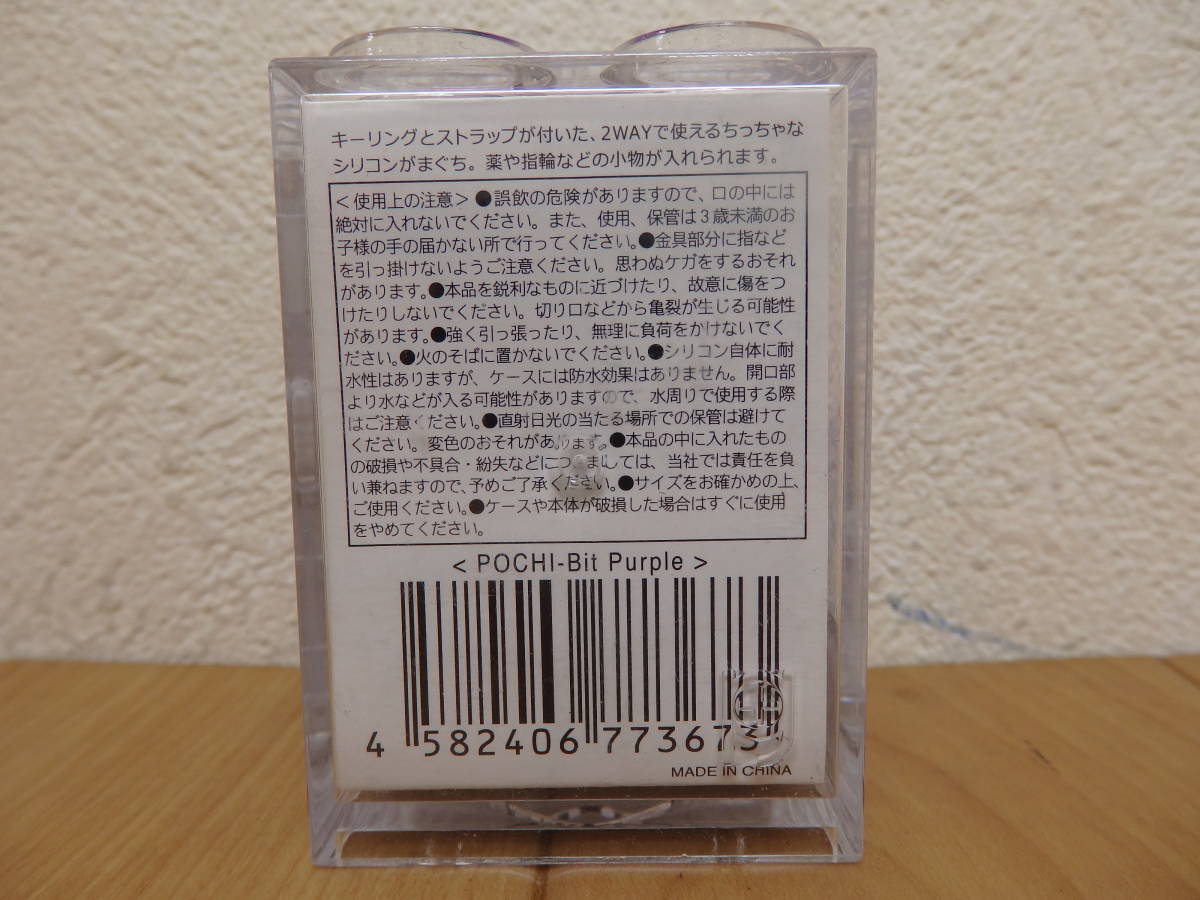 キーリングとストラップが付いた、2WAYで使えるちっちゃな
シリコンがまぐち。薬や指輪などの小物が入れられます。
＜使用上の注意＞●誤飲の危険がありますので、口の中には
絶対に入れないでください。また、使用、保管は3歳未満のお
子様の手の届かない所で行ってください。●金具部分に指など
を引っ掛けないようご注意ください。思わぬケガをするおそれ
があります。●本品を鋭利なものに近づけたり、故意に傷をつ
けたりしないでください。切り口などから亀裂が生じる可能性
があります。●強く引っ張ったり、無理に負荷をかけないでく
ださい。●火のそばに置かないでください。●シリコン自体に耐
水性はありますが、ケースには防水効果はありません。開口部
より水などが入る可能性がありますので、水周りで使用する際
はご注意ください。●直射日光の当たる場所での保管は避けて
ください。変色のおそれがあります。●本品の中に入れたもの
の破損や不具合・紛失などにつきましては、当社では責任を負
い兼ねますので、予めご了承ください。●サイズをお確かめの上、
ご使用ください。●ケースや本体が破損した場合はすぐに使用
をやめてください。
＜POCHI-Bit Purple＞
4 582406 773673
MADE IN CHINA